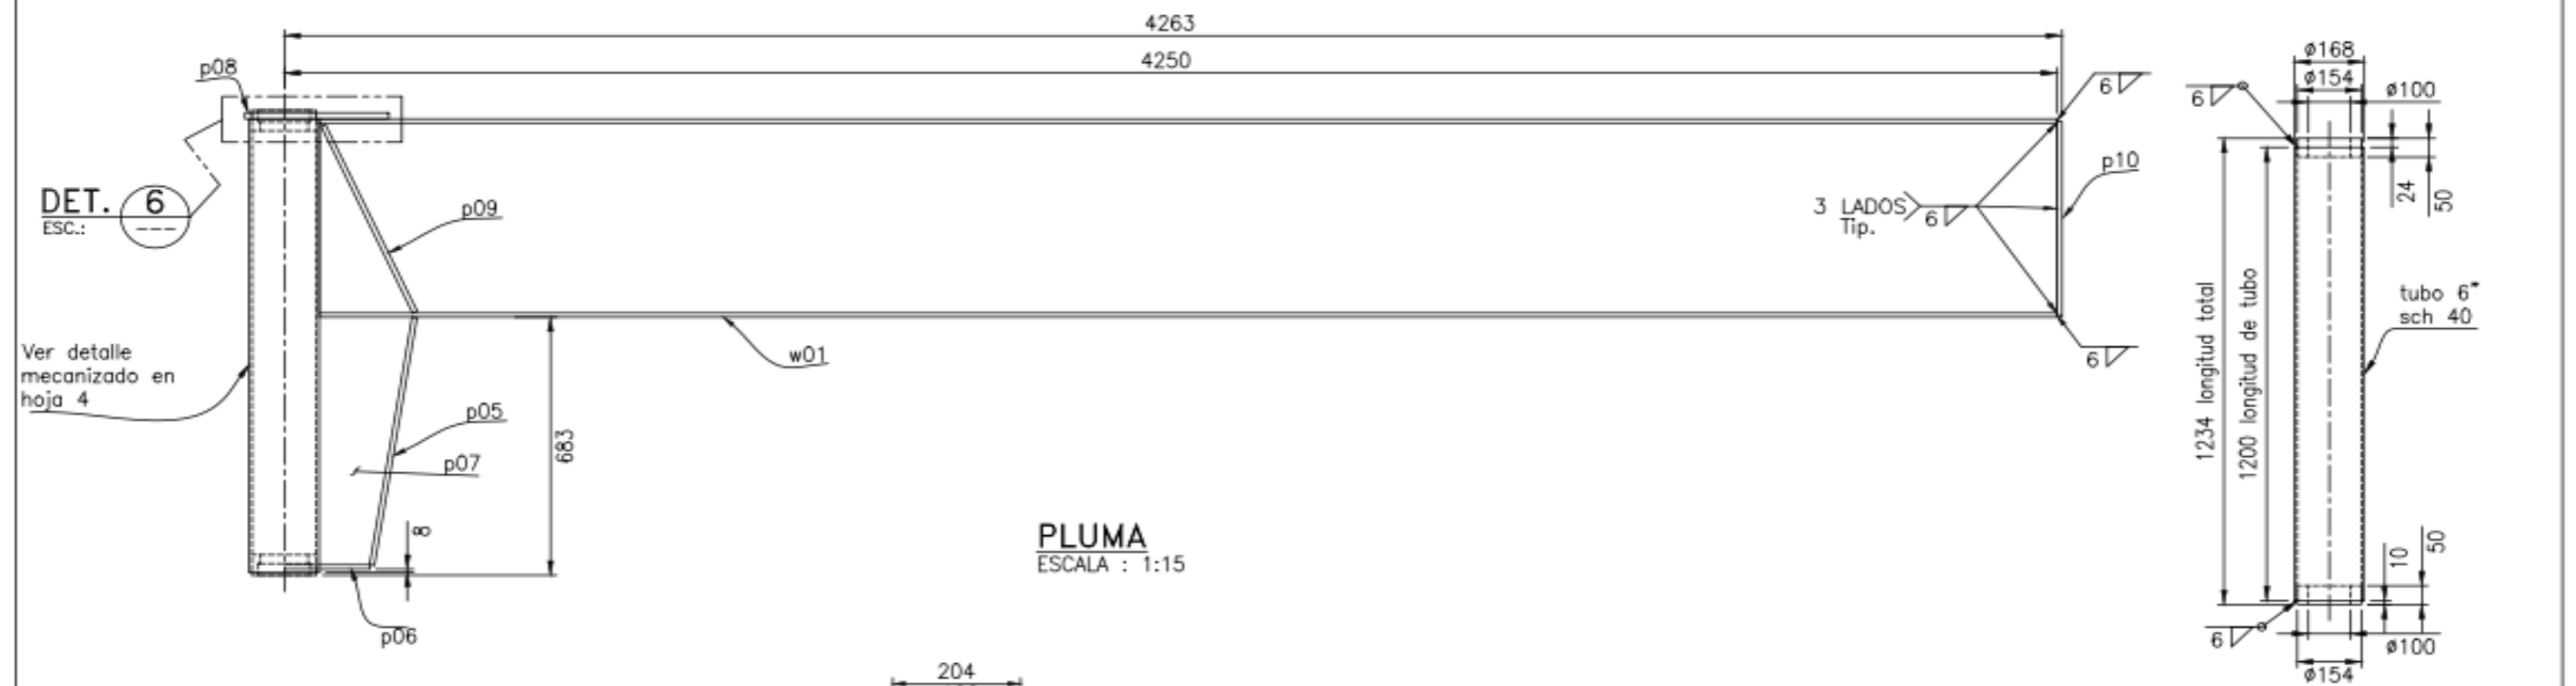 4263
4250
p08
DET. 6
ESC.: ---
p09
6
3 LADOS 6
Tip.
p10
6
w01
Ver detalle
mecanizado en
hoja 4
p05
p07
683
8
p06
PLUMA
ESCALA : 1:15
204
ø168
ø154
ø100
6
24
50
1234 longitud total
1200 longitud de tubo
tubo 6"
sch 40
10
50
6
ø100
ø154